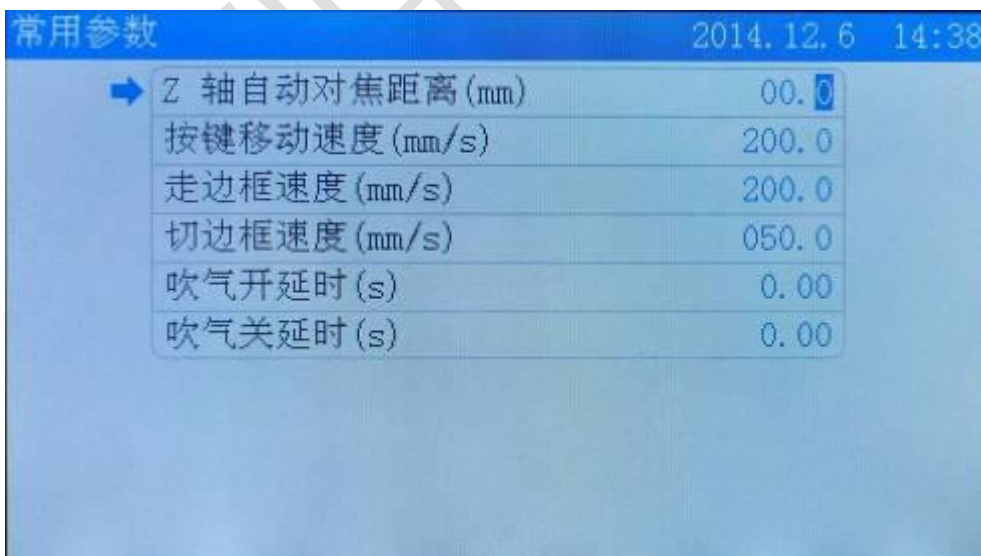 常用参数 2014.12.6 14:38
Z 轴自动对焦距离(mm) 00.0
按键移动速度(mm/s) 200.0
走边框速度(mm/s) 200.0
切边框速度(mm/s) 050.0
吹气开延时(s) 0.00
吹气关延时(s) 0.00